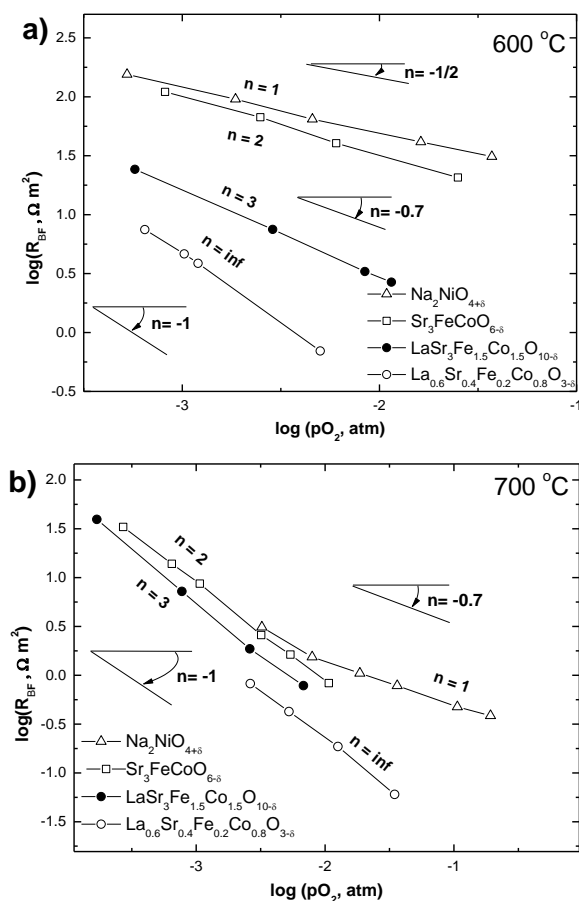 a)
600 °C
2.5
2.0
1.5
1.0
0.5
0.0
-0.5
log(R_BF , Ω m²)
n = 1
n= -1/2
n = 2
n = 3
n= -0.7
n = inf
n= -1
Na₂NiO₄₊δ
Sr₃FeCoO₆₋δ
LaSr₃Fe₁.₅Co₁.₅O₁₀₋δ
La₀.₆Sr₀.₄Fe₀.₂Co₀.₈O₃₋δ
-3 -2 -1
log (pO₂, atm)
b)
700 °C
2.0
1.5
1.0
0.5
0.0
-0.5
-1.0
-1.5
log(R_BF, Ω m²)
n = 2
n = 3
n= -0.7
n= -1
n = 1
n = inf
Na₂NiO₄₊δ
Sr₃FeCoO₆₋δ
LaSr₃Fe₁.₅Co₁.₅O₁₀₋δ
La₀.₆Sr₀.₄Fe₀.₂Co₀.₈O₃₋δ
-3 -2 -1
log (pO₂, atm)